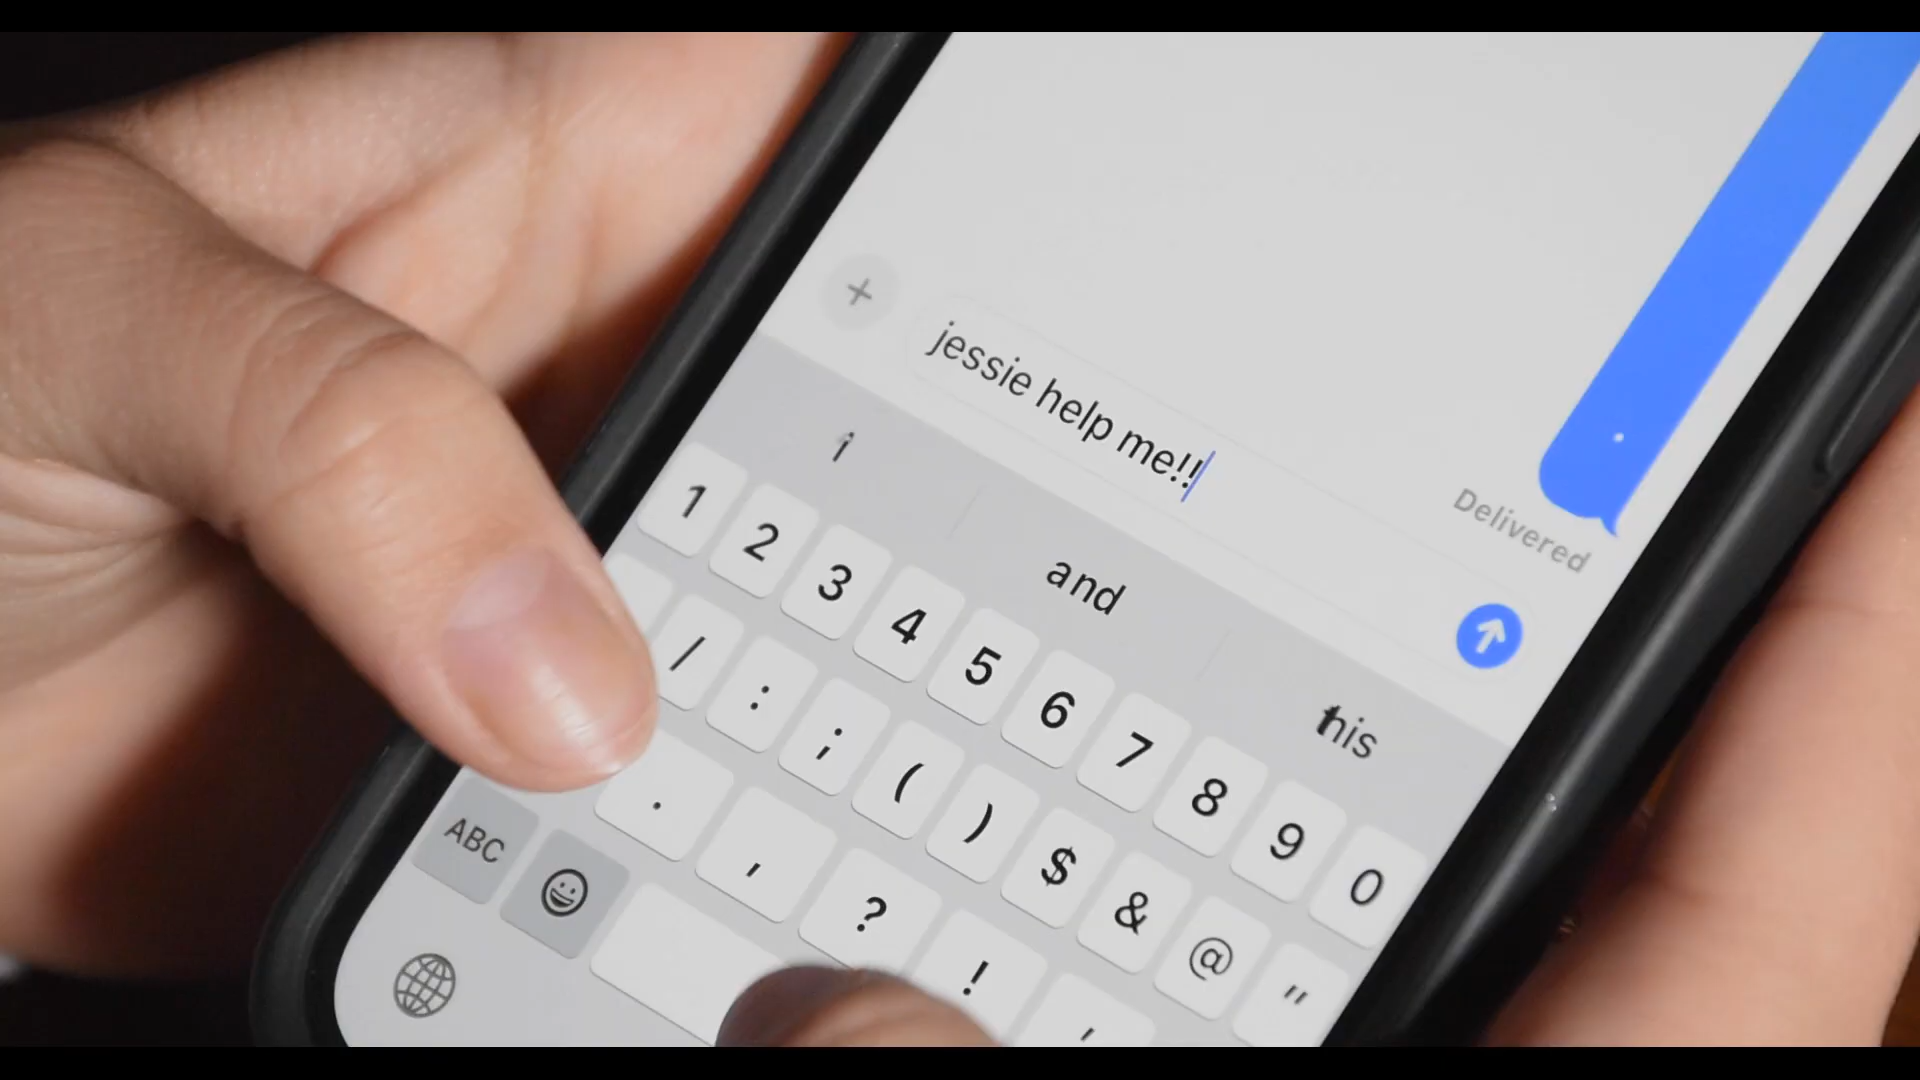 Delivered
jessie help me!!
i and this
1 2 3 4 5 6 7 8 9 0
/ : ; ( ) $ & @ "
. , ? ! '
ABC